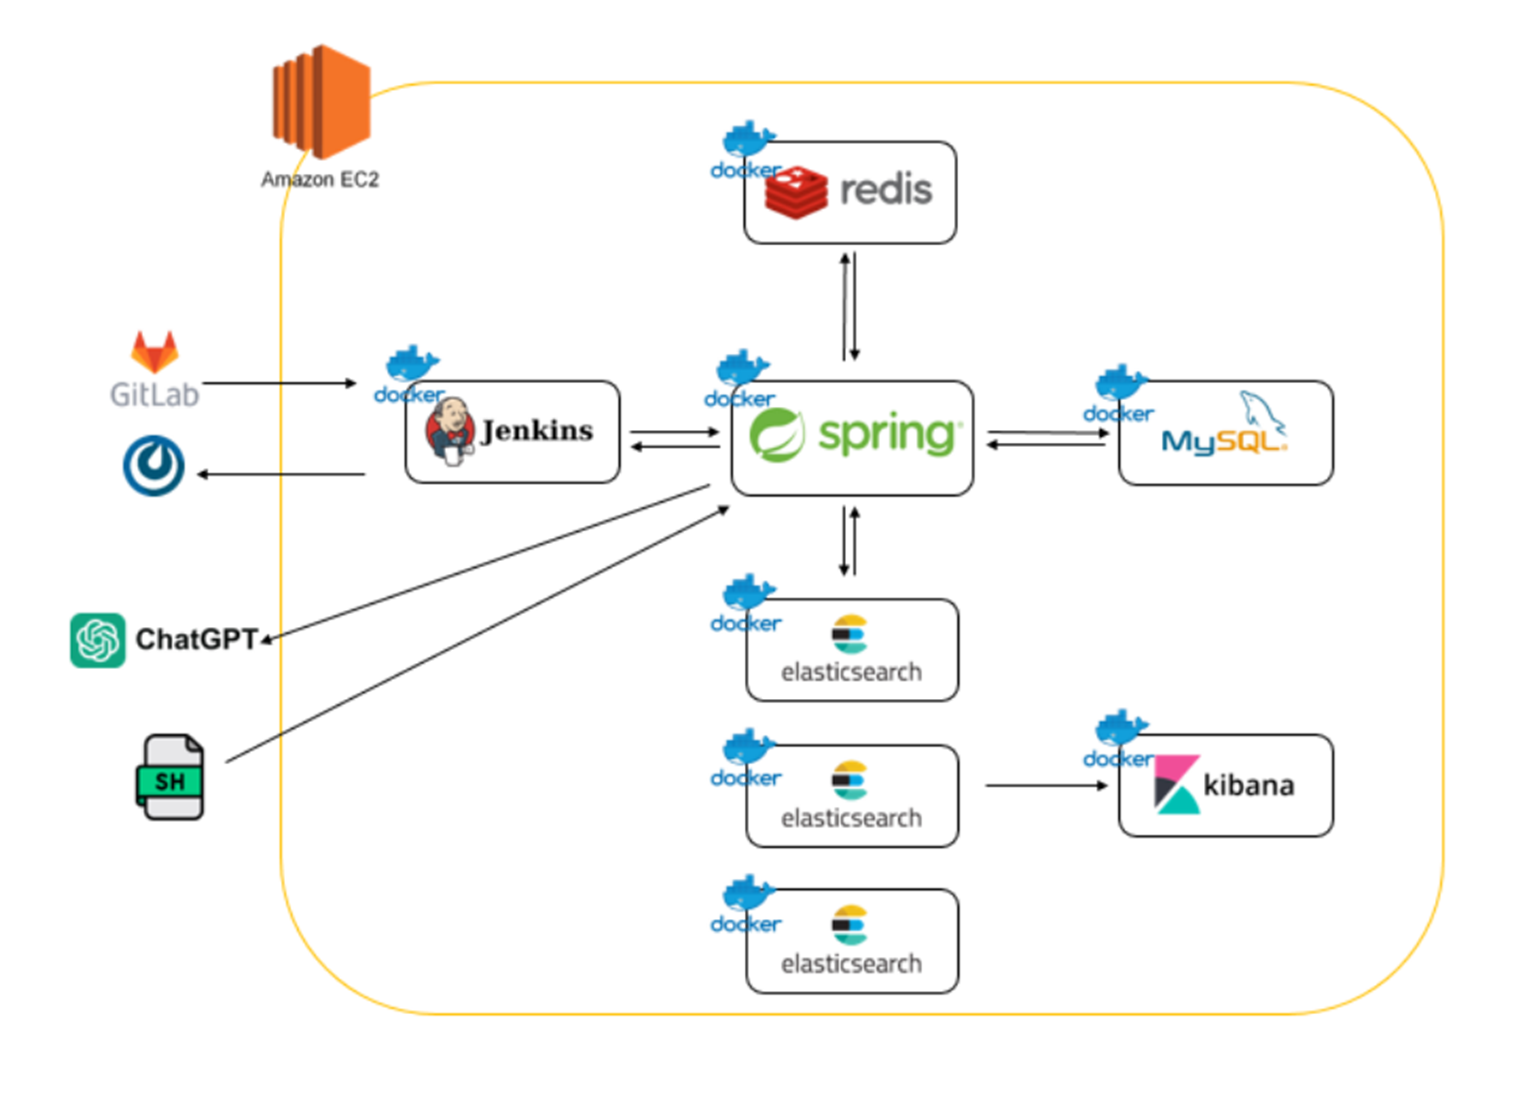 Amazon EC2
docker
redis
GitLab
docker
Jenkins
docker
spring
docker
MySQL
ChatGPT
docker
elasticsearch
SH
docker
elasticsearch
docker
kibana
docker
elasticsearch